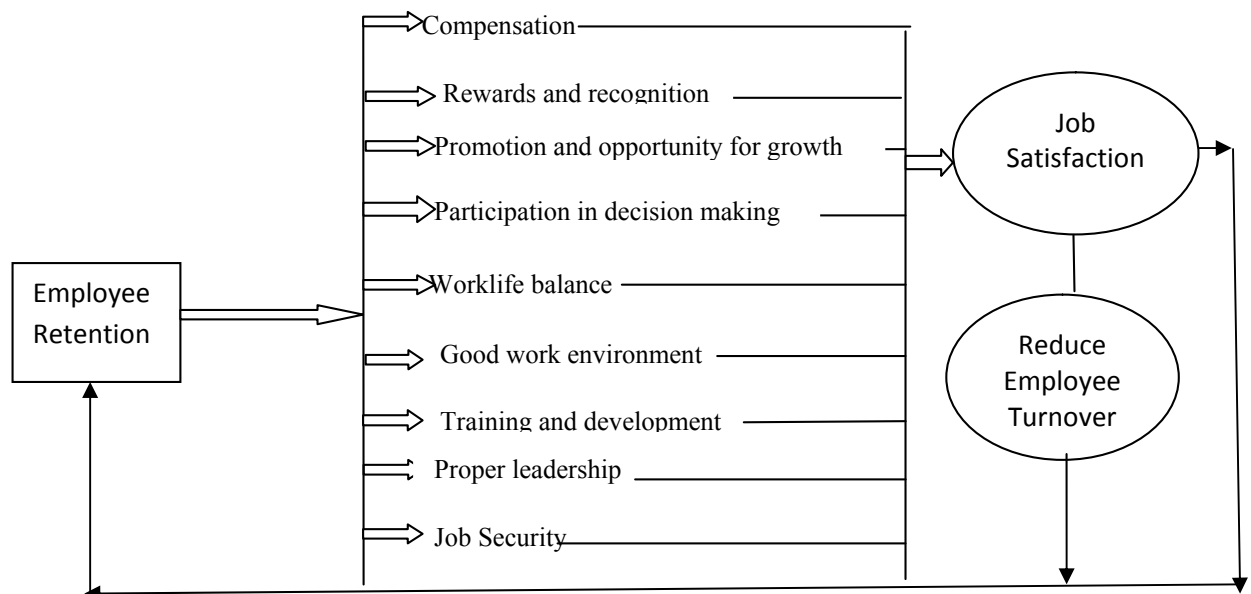 Compensation
Rewards and recognition
Promotion and opportunity for growth
Participation in decision making
Worklife balance
Good work environment
Training and development
Proper leadership
Job Security
Employee
Retention
Job
Satisfaction
Reduce
Employee
Turnover